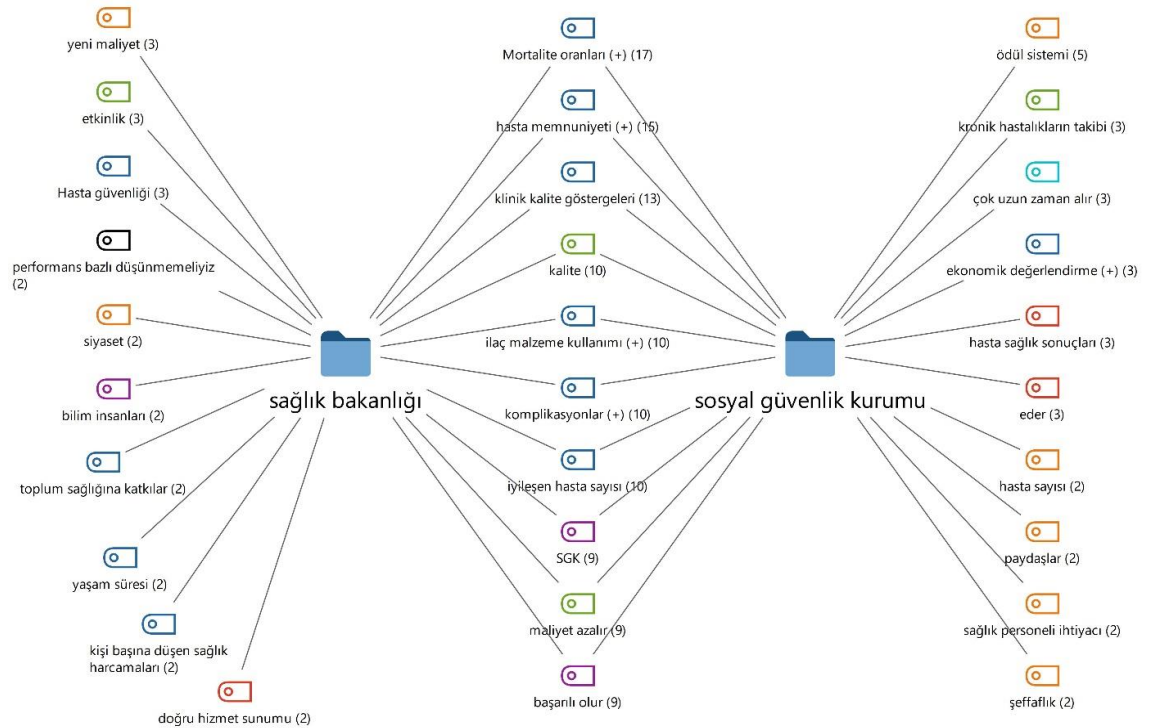 yeni maliyet (3)
etkinlik (3)
Hasta güvenliği (3)
performans bazlı düşünmemeliyiz
(2)
siyaset (2)
bilim insanları (2)
toplum sağlığına katkılar (2)
yaşam süresi (2)
kişi başına düşen sağlık
harcamaları (2)
doğru hizmet sunumu (2)
sağlık bakanlığı
Mortalite oranları (+) (17)
hasta memnuniyeti (+) (15)
klinik kalite göstergeleri (13)
kalite (10)
ilaç malzeme kullanımı (+) (10)
komplikasyonlar (+) (10)
iyileşen hasta sayısı (10)
SGK (9)
maliyet azalır (9)
başarılı olur (9)
sosyal güvenlik kurumu
ödül sistemi (5)
kronik hastalıkların takibi (3)
çok uzun zaman alır (3)
ekonomik değerlendirme (+) (3)
hasta sağlık sonuçları (3)
eder (3)
hasta sayısı (2)
paydaşlar (2)
sağlık personeli ihtiyacı (2)
şeffaflık (2)